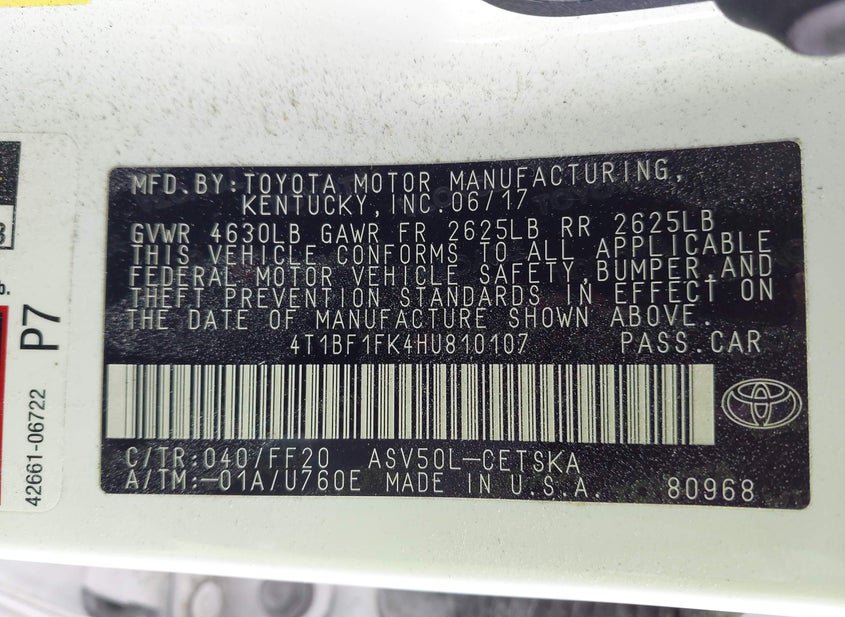 MFD.BY:TOYOTA MOTOR MANUFACTURING,
KENTUCKY, INC. 06/17
GVWR 4630LB GAWR FR 2625LB RR 2625LB
THIS VEHICLE CONFORMS TO ALL APPLICABLE
FEDERAL MOTOR VEHICLE SAFETY, BUMPER, AND
THEFT PREVENTION STANDARDS IN EFFECT ON
THE DATE OF MANUFACTURE SHOWN ABOVE.
4T1BF1FK4HU810107 PASS.CAR
C/TR:040/FF20 ASV50L-CETSKA
A/TM:-01A/U760E MADE IN U.S.A. 80968
P7
42661-06722